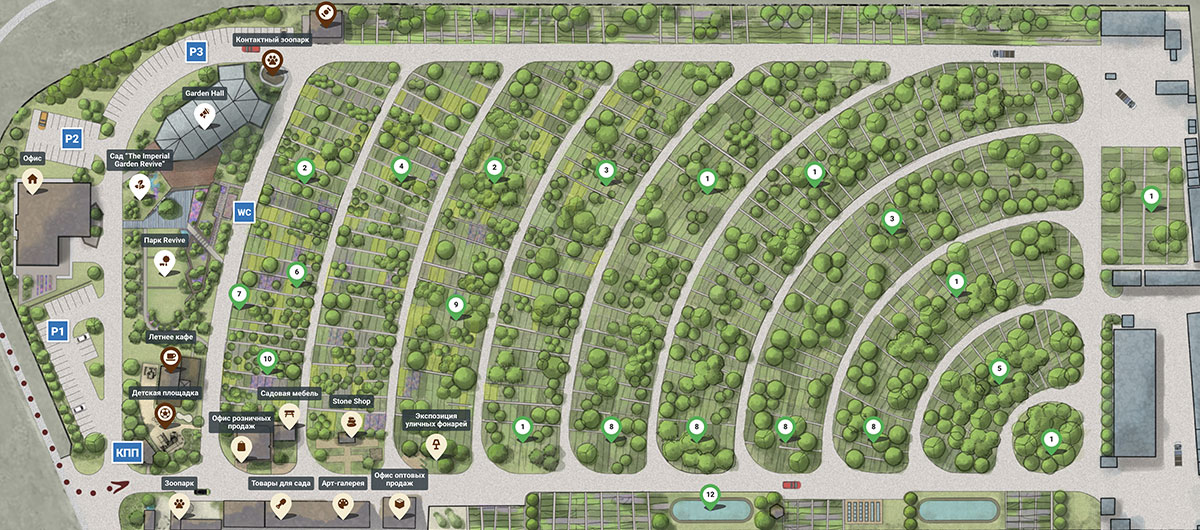 Контактный зоопарк
P3
Garden Hall
P2
Офис
Сад "The Imperial
Garden Revive"
2
4
2
3
1
1
1
WC
3
Парк Revive
6
1
7
9
P1
Летнее кафе
10
5
Детская площадка
Садовая мебель
Stone Shop
Офис розничных
продаж
Экспозиция
уличных фонарей
1
8
8
8
8
1
КПП
Зоопарк
Товары для сада
Арт-галерея
Офис оптовых
продаж
12